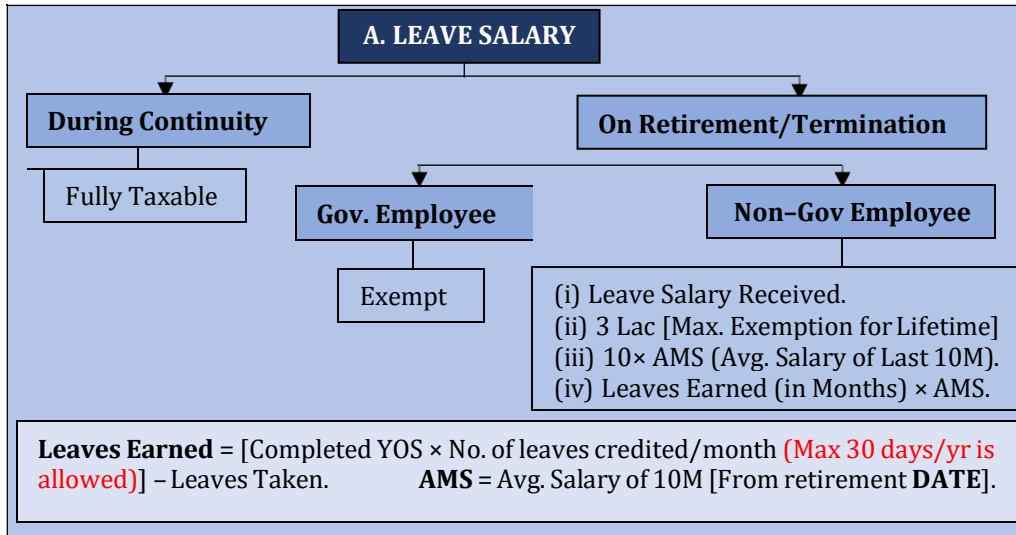 A. LEAVE SALARY
During Continuity
On Retirement/Termination
Fully Taxable
Gov. Employee
Non–Gov Employee
Exempt
(i) Leave Salary Received.
(ii) 3 Lac [Max. Exemption for Lifetime]
(iii) 10× AMS (Avg. Salary of Last 10M).
(iv) Leaves Earned (in Months) × AMS.
Leaves Earned = [Completed YOS × No. of leaves credited/month (Max 30 days/yr is
allowed)] – Leaves Taken. AMS = Avg. Salary of 10M [From retirement DATE].